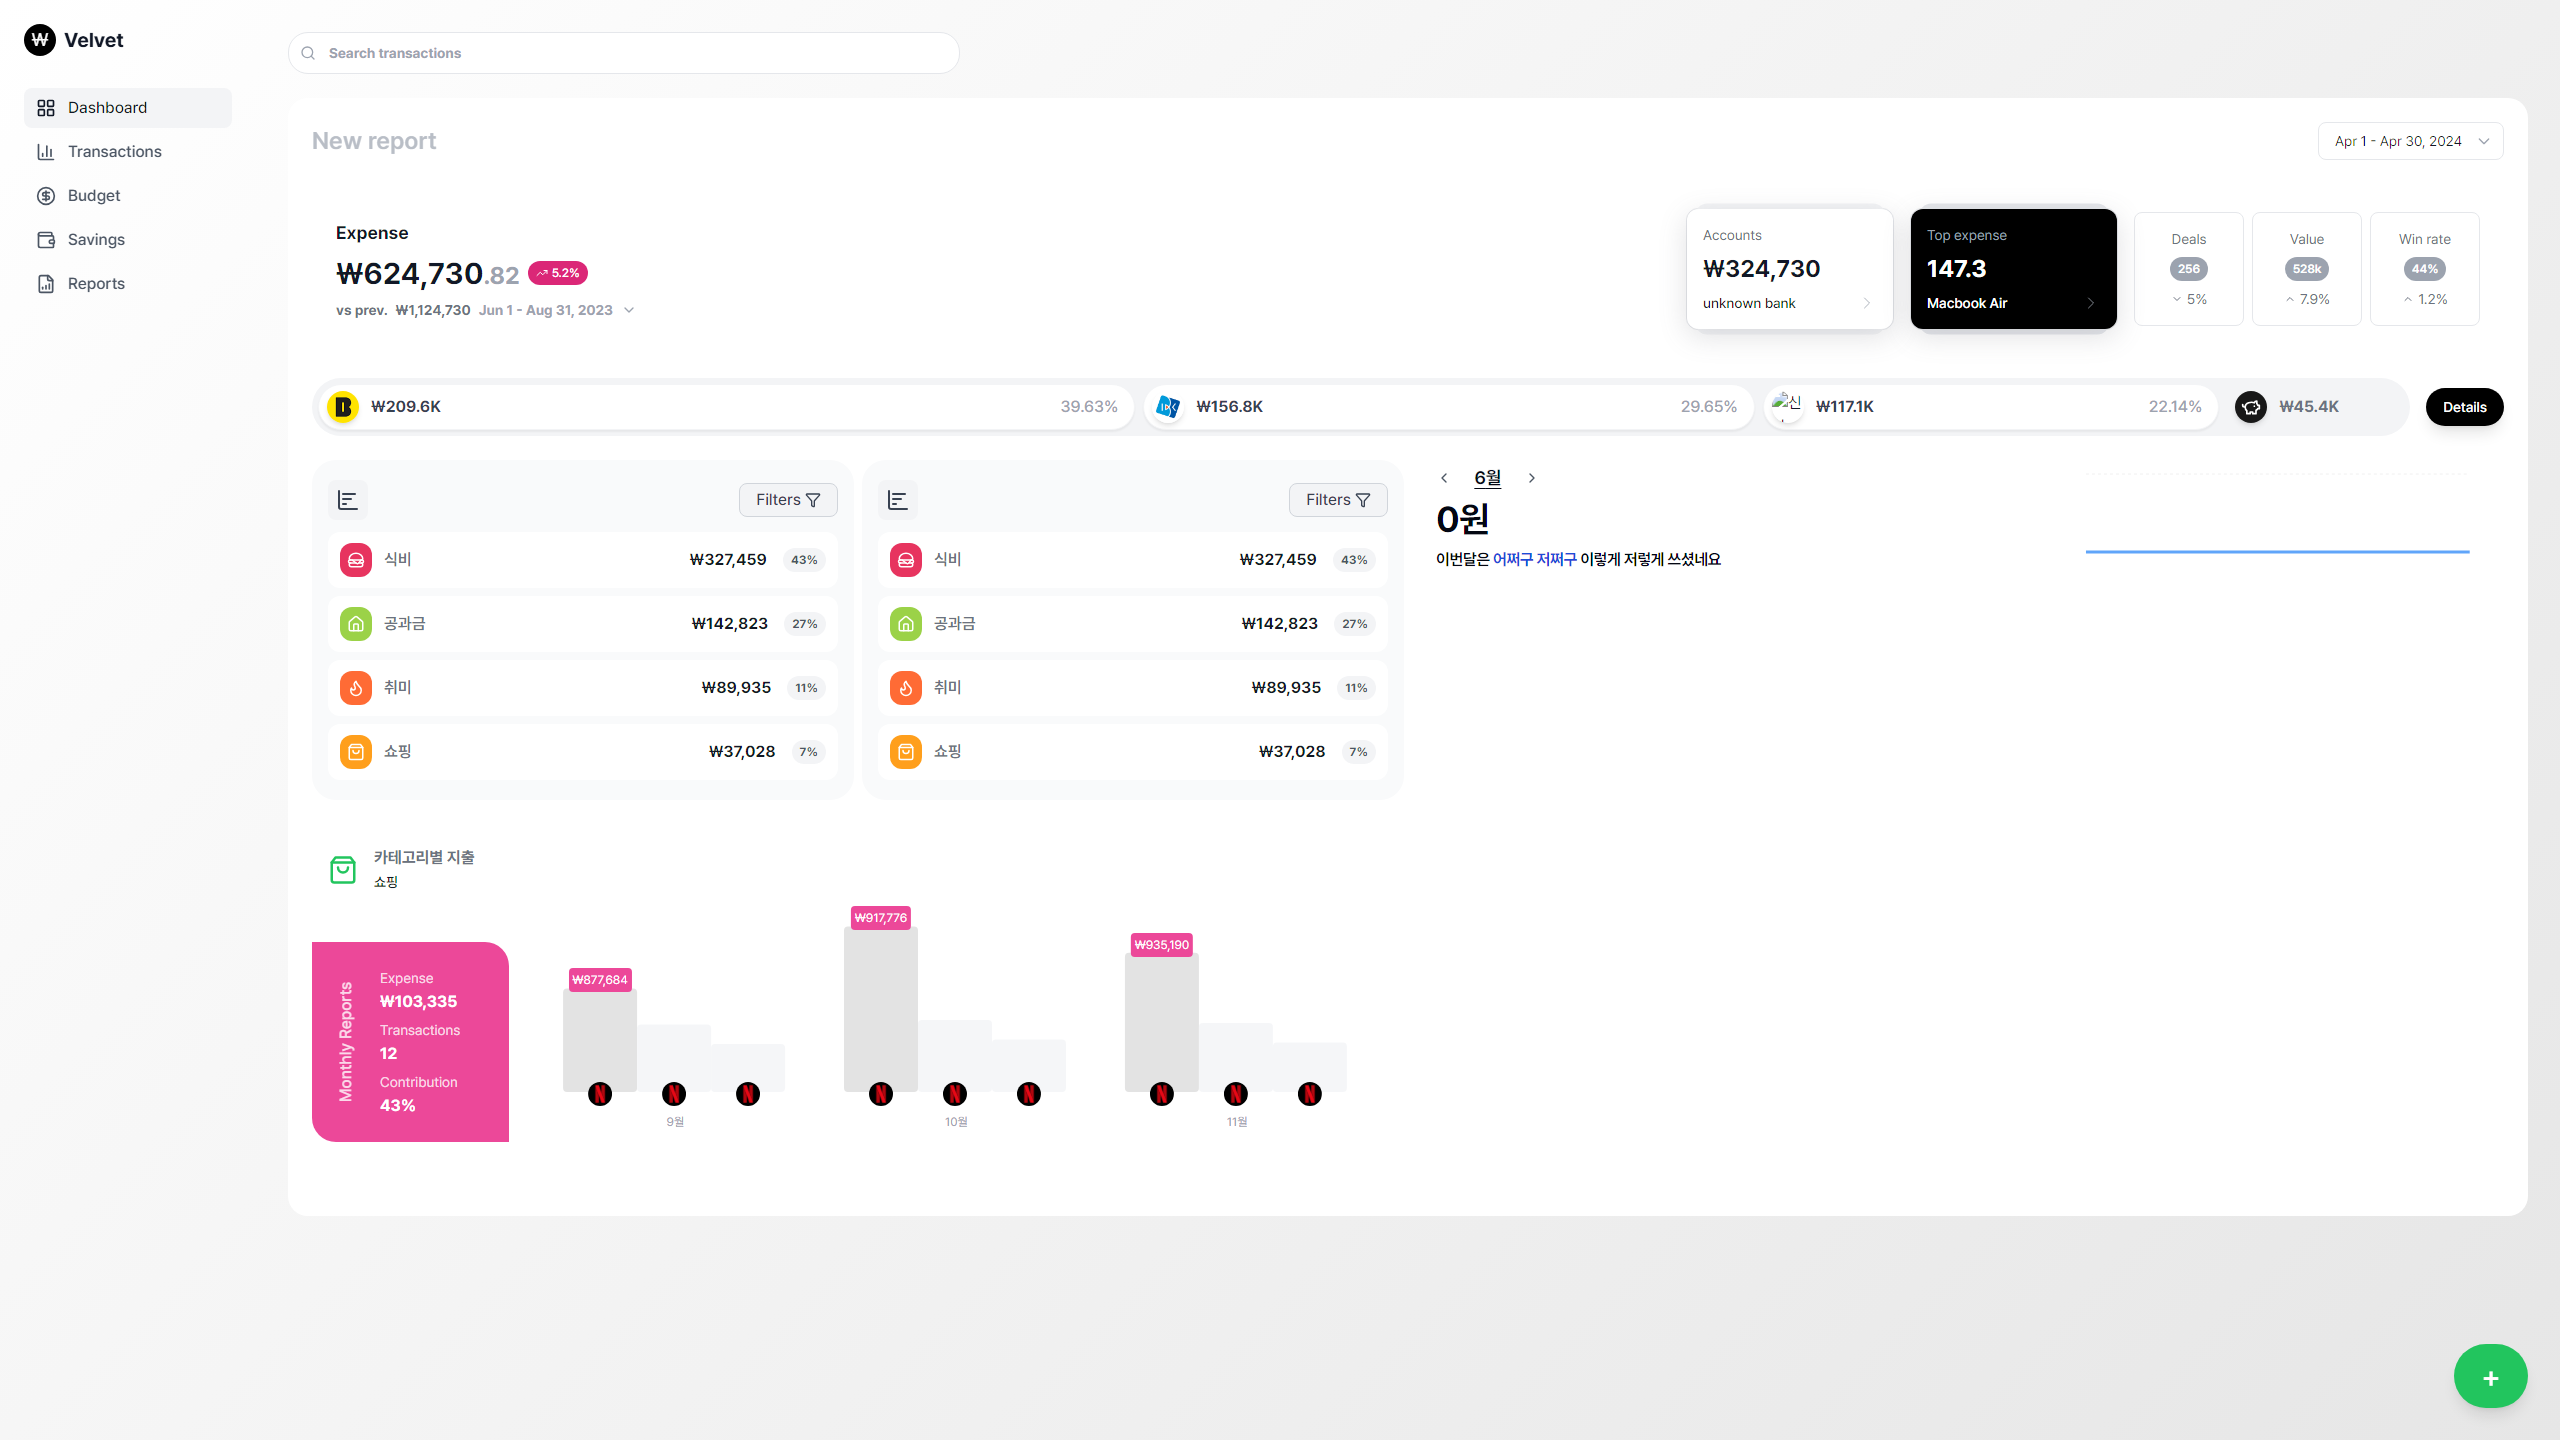 ₩ Velvet
Search transactions
Dashboard
Transactions
Budget
Savings
Reports
New report
Apr 1 - Apr 30, 2024
Expense
₩624,730.82 5.2%
vs prev. ₩1,124,730 Jun 1 - Aug 31, 2023
Accounts
₩324,730
unknown bank
Top expense
147.3
Macbook Air
Deals
256
5%
Value
528k
7.9%
Win rate
44%
1.2%
₩209.6K 39.63%
₩156.8K 29.65%
신 ₩117.1K 22.14%
₩45.4K
Details
Filters
식비 ₩327,459 43%
공과금 ₩142,823 27%
취미 ₩89,935 11%
쇼핑 ₩37,028 7%
Filters
식비 ₩327,459 43%
공과금 ₩142,823 27%
취미 ₩89,935 11%
쇼핑 ₩37,028 7%
6월
0원
이번달은 어쩌구 저쩌구 이렇게 저렇게 쓰셨네요
카테고리별 지출
쇼핑
Monthly Reports
Expense
₩103,335
Transactions
12
Contribution
43%
₩877,684
₩917,776
₩935,190
N N N N N N N N N
9월 10월 11월
+